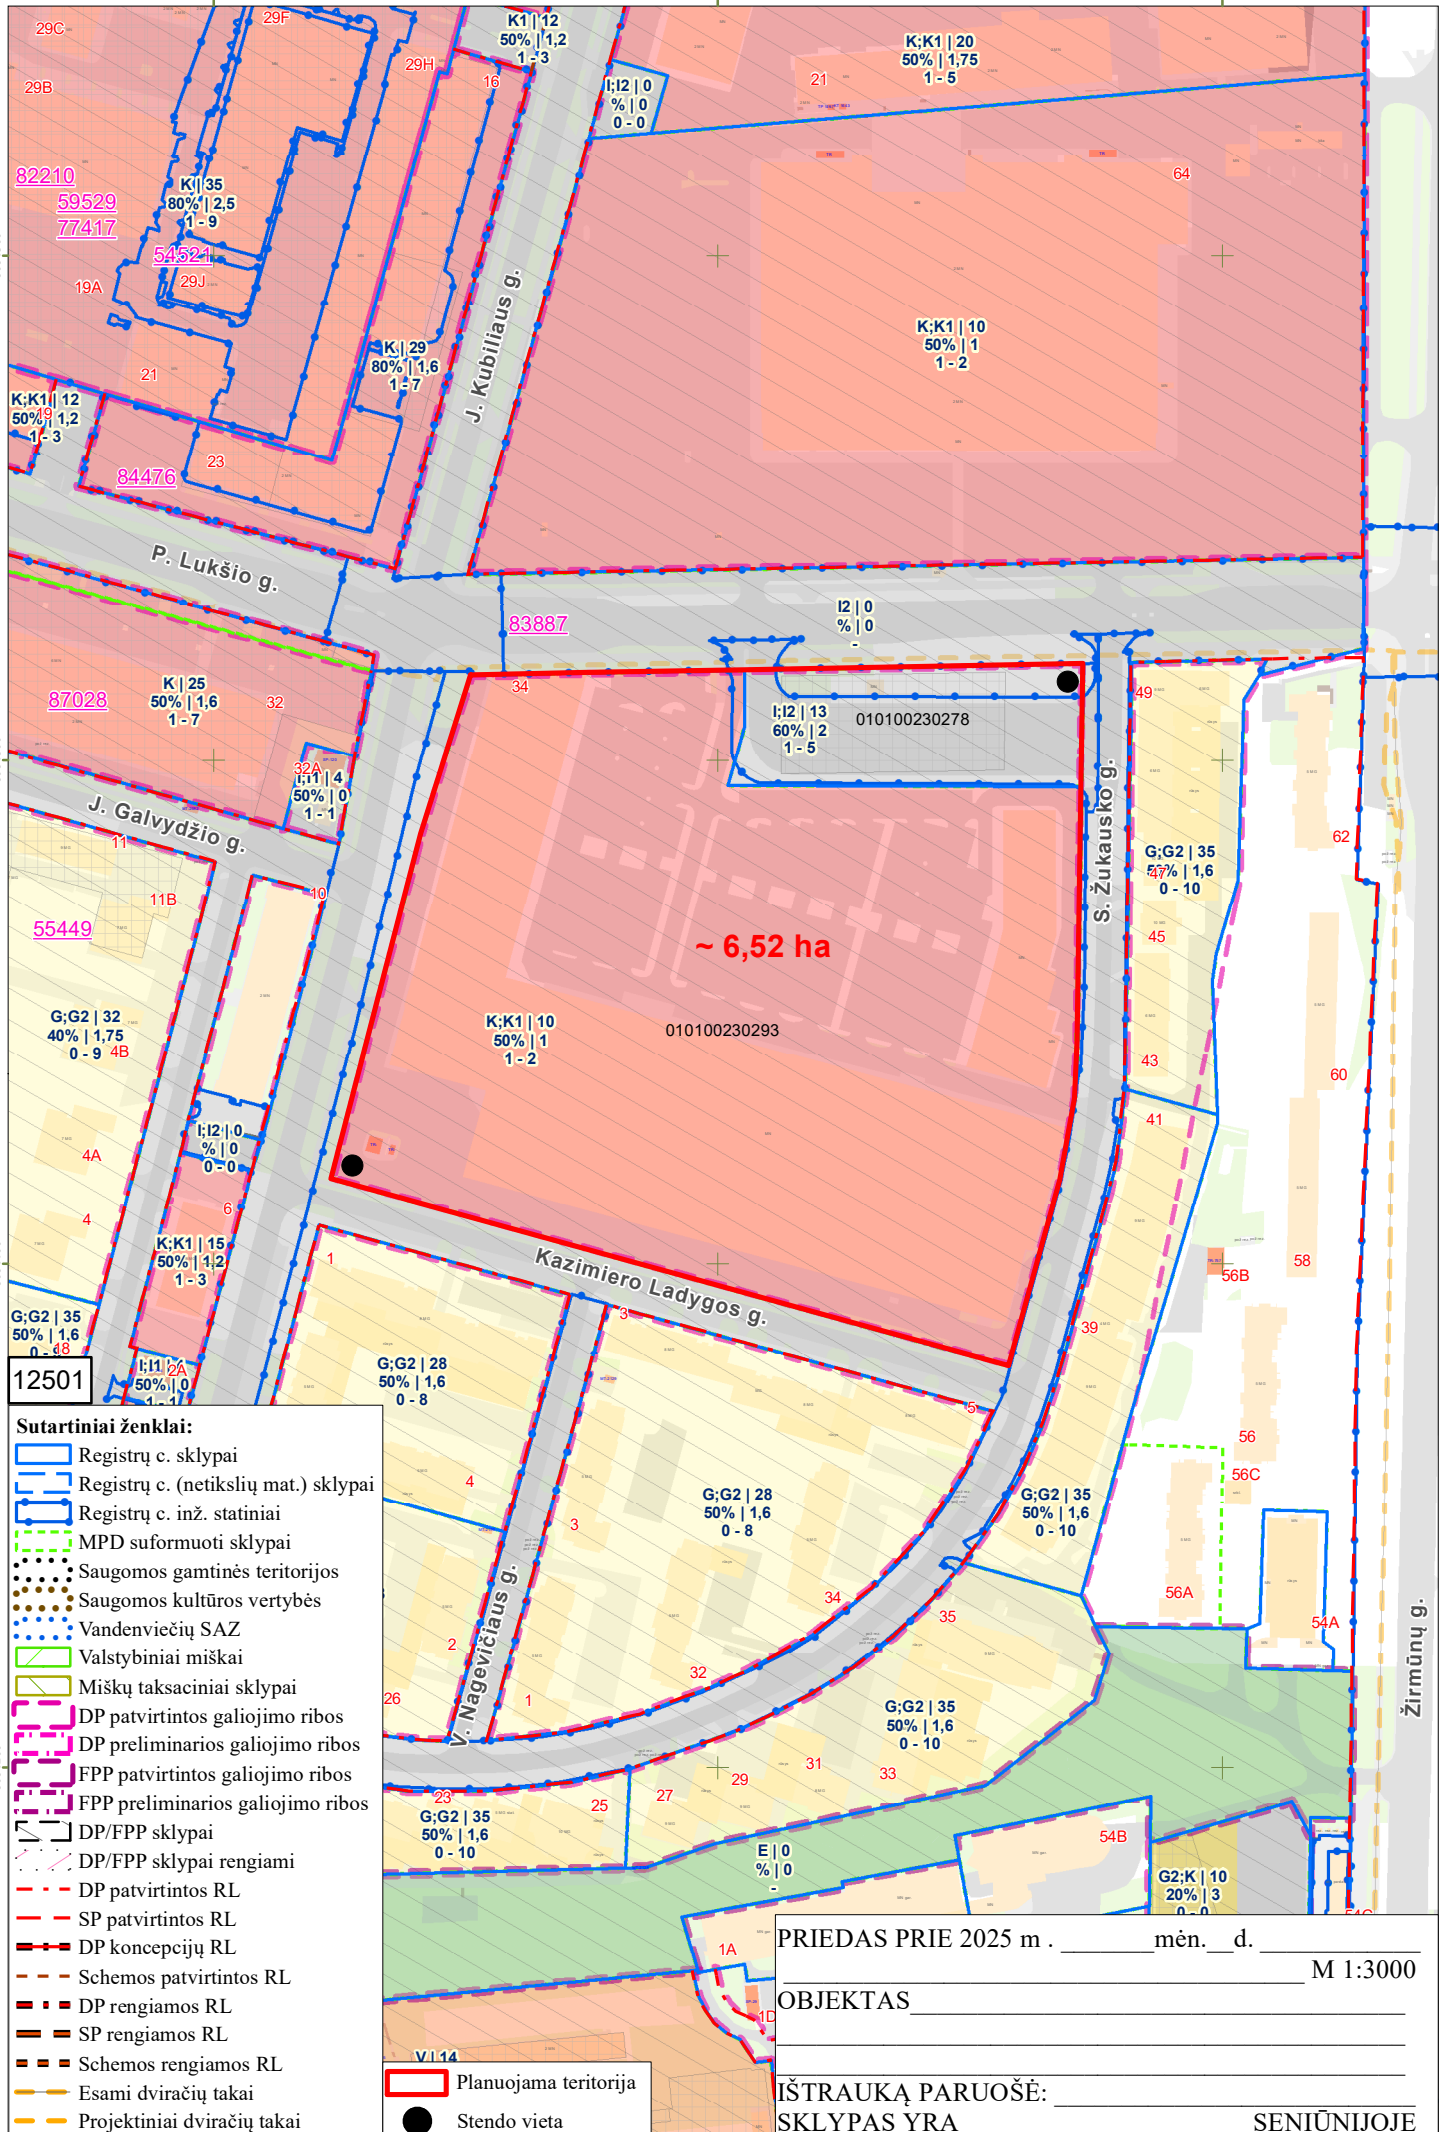 29C
29F
29H
16
29B
K1 | 12
50% | 1,2
1 - 3
I;I2 | 0
% | 0
0 - 0
K;K1 | 20
50% | 1,75
1 - 5
21
64
82210
59529
77417
54521
K | 35
80% | 2,5
1 - 9
19A
29J
21
K | 29
80% | 1,6
1 - 7
J. Kubiliaus g.
K;K1 | 10
50% | 1
1 - 2
K;K1 | 12
50% | 1,2
1 - 3
19
23
84476
P. Lukšio g.
83887
I2 | 0
% | 0
-
87028
K | 25
50% | 1,6
1 - 7
32
34
49
I;I2 | 13
60% | 2
1 - 5
010100230278
32A
I;I1 | 4
50% | 0
1 - 1
J. Galvydžio g.
11
11B
10
55449
S. Žukausko g.
G;G2 | 35
50% | 1,6
0 - 10
47
45
62
~ 6,52 ha
G;G2 | 32
40% | 1,75
0 - 9
4B
K;K1 | 10
50% | 1
1 - 2
010100230293
43
60
41
I;I2 | 0
% | 0
0 - 0
4A
4
6
K;K1 | 15
50% | 1,2
1 - 3
1
Kazimiero Ladygos g.
3
39
56B
58
G;G2 | 35
50% | 1,6
18
2A
50% | 0
12501
G;G2 | 28
50% | 1,6
0 - 8
5
56
56C
4
3
G;G2 | 28
50% | 1,6
0 - 8
G;G2 | 35
50% | 1,6
0 - 10
34
35
56A
54A
V. Nagevičiaus g.
2
26
1
32
Žirmūnų g.
G;G2 | 35
50% | 1,6
0 - 10
31
33
29
27
25
23
G;G2 | 35
50% | 1,6
0 - 10
E | 0
% | 0
-
54B
G2;K | 10
20% | 3
0 - 0
54C
1A
1D
V | 14
Sutartiniai ženklai:
Registrų c. sklypai
Registrų c. (netikslių mat.) sklypai
Registrų c. inž. statiniai
MPD suformuoti sklypai
Saugomos gamtinės teritorijos
Saugomos kultūros vertybės
Vandenviečių SAZ
Valstybiniai miškai
Miškų taksaciniai sklypai
DP patvirtintos galiojimo ribos
DP preliminarios galiojimo ribos
FPP patvirtintos galiojimo ribos
FPP preliminarios galiojimo ribos
DP/FPP sklypai
DP/FPP sklypai rengiami
DP patvirtintos RL
SP patvirtintos RL
DP koncepcijų RL
Schemos patvirtintos RL
DP rengiamos RL
SP rengiamos RL
Schemos rengiamos RL
Esami dviračių takai
Projektiniai dviračių takai
Planuojama teritorija
Stendo vieta
PRIEDAS PRIE 2025 m . _______mėn.__d. ____________
_______________________________________ M 1:3000
OBJEKTAS_____________________________________
IŠTRAUKĄ PARUOŠĖ: ___________________________
SKLYPAS YRA SENIŪNIJOJE